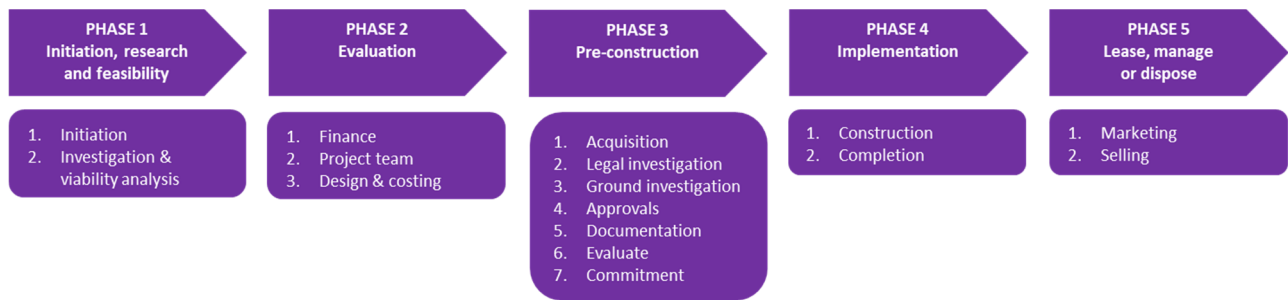 PHASE 1
Initiation, research
and feasibility
1. Initiation
2. Investigation &
viability analysis
PHASE 2
Evaluation
1. Finance
2. Project team
3. Design & costing
PHASE 3
Pre-construction
1. Acquisition
2. Legal investigation
3. Ground investigation
4. Approvals
5. Documentation
6. Evaluate
7. Commitment
PHASE 4
Implementation
1. Construction
2. Completion
PHASE 5
Lease, manage
or dispose
1. Marketing
2. Selling